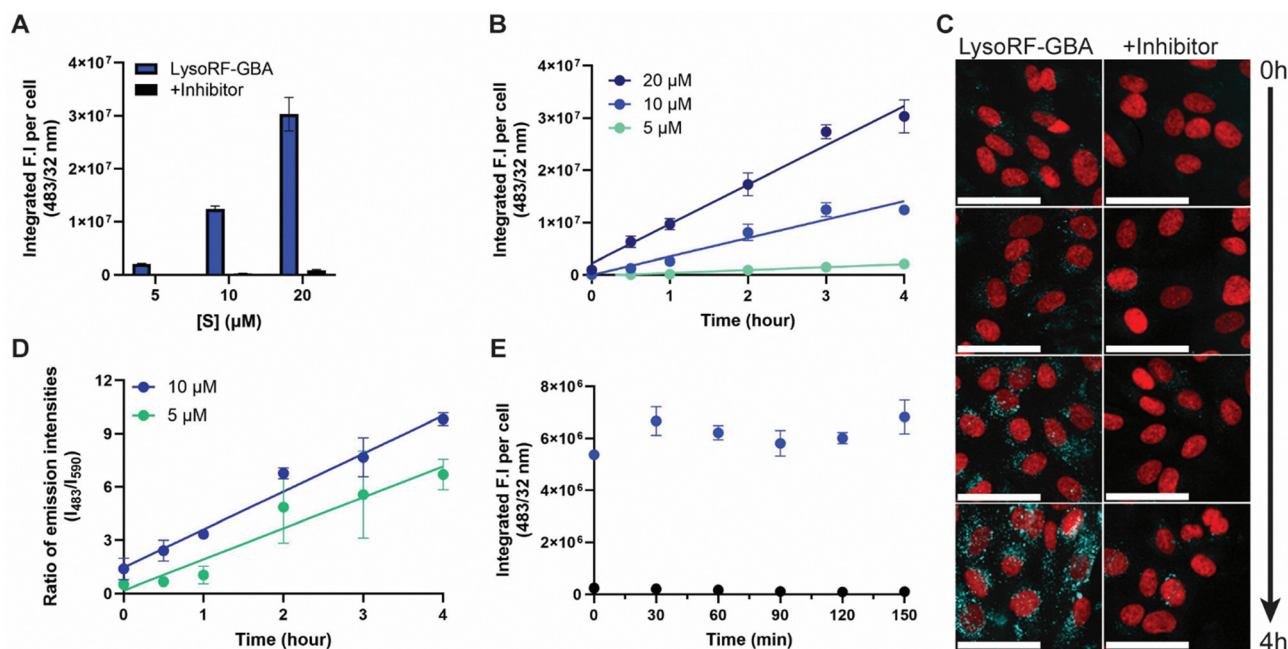 A
Integrated F.I per cell
(483/32 nm)
4×10⁷
3×10⁷
2×10⁷
1×10⁷
0
LysoRF-GBA
+Inhibitor
5
10
20
[S] (µM)
B
Integrated F.I per cell
(483/32 nm)
4×10⁷
3×10⁷
2×10⁷
1×10⁷
0
20 µM
10 µM
5 µM
0
1
2
3
4
Time (hour)
C
LysoRF-GBA
+Inhibitor
0h
4h
D
Ratio of emission intensities
(I₄₈₃/I₅₉₀)
12
9
6
3
0
10 µM
5 µM
0
1
2
3
4
Time (hour)
E
Integrated F.I per cell
(483/32 nm)
8×10⁶
6×10⁶
4×10⁶
2×10⁶
0
0
30
60
90
120
150
Time (min)